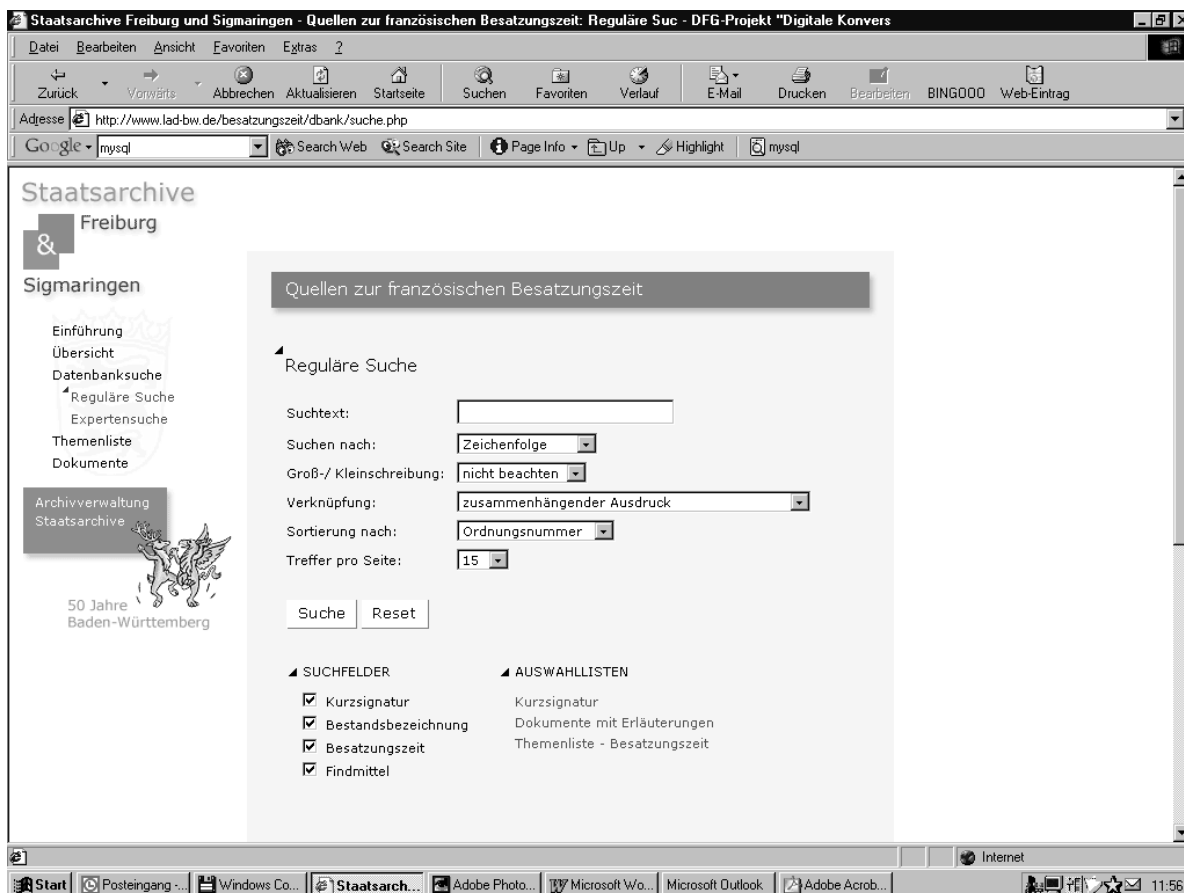 Staatsarchive Freiburg und Sigmaringen - Quellen zur französischen Besatzungszeit: Reguläre Suc - DFG-Projekt "Digitale Konvers
Datei Bearbeiten Ansicht Favoriten Extras ?
Zurück Vorwärts Abbrechen Aktualisieren Startseite Suchen Favoriten Verlauf E-Mail Drucken Bearbeiten BINGOOO Web-Eintrag
Adresse http://www.lad-bw.de/besatzungszeit/dbank/suche.php
Google mysql Search Web Search Site Page Info Up Highlight mysql
Staatsarchive
Freiburg
&
Sigmaringen
Einführung
Übersicht
Datenbanksuche
Reguläre Suche
Expertensuche
Themenliste
Dokumente
Archivverwaltung
Staatsarchive
50 Jahre
Baden-Württemberg
Quellen zur französischen Besatzungszeit
Reguläre Suche
Suchtext:
Suchen nach: Zeichenfolge
Groß-/ Kleinschreibung: nicht beachten
Verknüpfung: zusammenhängender Ausdruck
Sortierung nach: Ordnungsnummer
Treffer pro Seite: 15
Suche Reset
SUCHFELDER
Kurzsignatur
Bestandsbezeichnung
Besatzungszeit
Findmittel
AUSWAHLLISTEN
Kurzsignatur
Dokumente mit Erläuterungen
Themenliste - Besatzungszeit
Internet
Start Posteingang -... Windows Co... Staatsarch... Adobe Photo... Microsoft Wo... Microsoft Outlook Adobe Acrob... 11:56